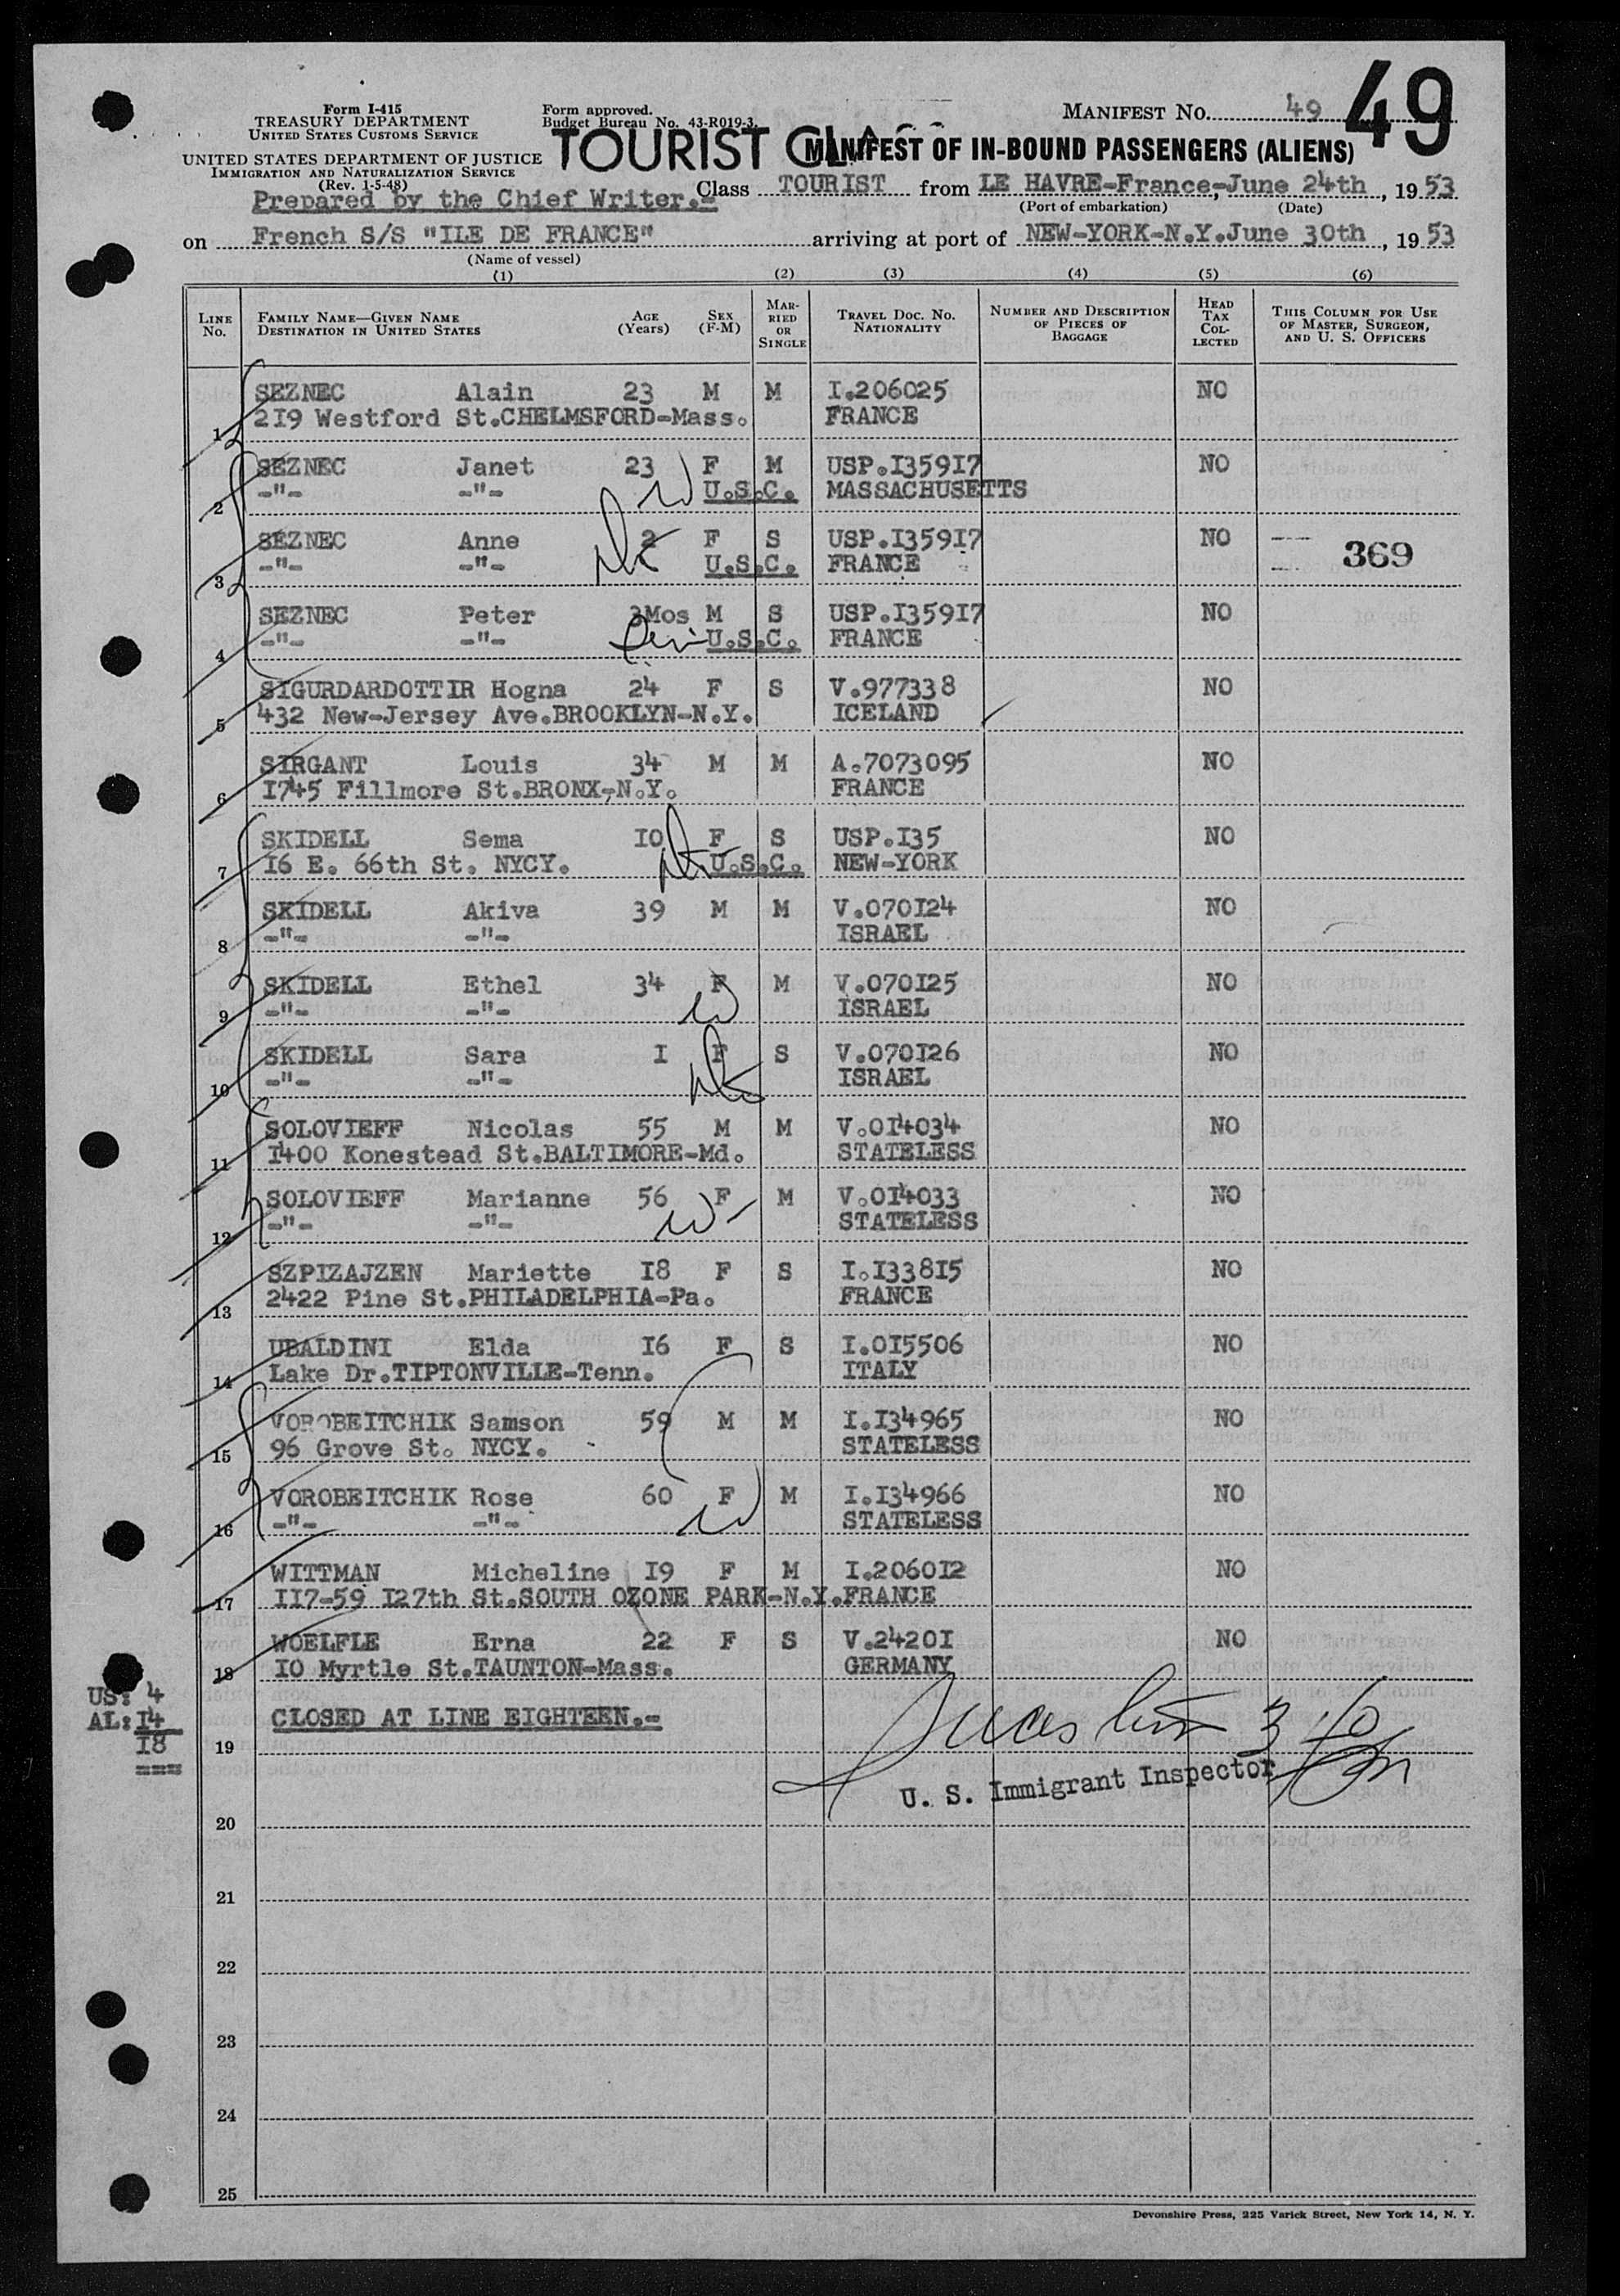 Form I-415
TREASURY DEPARTMENT
UNITED STATES CUSTOMS SERVICE
UNITED STATES DEPARTMENT OF JUSTICE
IMMIGRATION AND NATURALIZATION SERVICE
(Rev. 1-5-48)
Form approved.
Budget Bureau No. 43-R019-3.
MANIFEST NO. 49
49
TOURIST
MANIFEST OF IN-BOUND PASSENGERS (ALIENS)
Prepared by the Chief Writer.-
Class TOURIST from LE HAVRE-France,-June 24th, 1953
(Port of embarkation) (Date)
on French S/S "ILE DE FRANCE" arriving at port of NEW-YORK-N.Y.June 30th, 1953
(Name of vessel)
(1) (2) (3) (4) (5) (6)
LINE NO. FAMILY NAME—GIVEN NAME DESTINATION IN UNITED STATES AGE (Years) SEX (F-M) MARRIED OR SINGLE TRAVEL DOC. NO. NATIONALITY NUMBER AND DESCRIPTION OF PIECES OF BAGGAGE HEAD TAX COLLECTED THIS COLUMN FOR USE OF MASTER, SURGEON, AND U. S. OFFICERS
SEZNEC Alain 23 M M I.206025 NO
1 219 Westford St.CHELMSFORD-Mass. FRANCE
SEZNEC Janet 23 F M USP.I35917 NO
2 -"- -"- U.S.C. MASSACHUSETTS
SEZNEC Anne 2 F S USP.I35917 NO
3 -"- -"- U.S.C. FRANCE 369
SEZNEC Peter 3Mos M S USP.I35917 NO
4 -"- -"- U.S.C. FRANCE
SIGURDARDOTTIR Hogna 24 F S V.977338 NO
5 432 New-Jersey Ave.BROOKLYN-N.Y. ICELAND
SIRGANT Louis 34 M M A.7073095 NO
6 1745 Fillmore St.BRONX-N.Y. FRANCE
SKIDELL Sema 10 F S USP.I35 NO
7 16 E. 66th St. NYCY. U.S.C. NEW-YORK
SKIDELL Akiva 39 M M V.070124 NO
8 -"- -"- ISRAEL
SKIDELL Ethel 34 F M V.070125 NO
9 -"- -"- ISRAEL
SKIDELL Sara I F S V.070126 NO
10 -"- -"- ISRAEL
SOLOVIEFF Nicolas 55 M M V.014034 NO
11 1400 Konestead St.BALTIMORE-Md. STATELESS
SOLOVIEFF Marianne 56 F M V.014033 NO
12 -"- -"- STATELESS
SZPIZAJZEN Mariette 18 F S I.133815 NO
13 2422 Pine St.PHILADELPHIA-Pa. FRANCE
UBALDINI Elda 16 F S I.015506 NO
14 Lake Dr.TIPTONVILLE-Tenn. ITALY
VOROBEITCHIK Samson 59 M M I.134965 NO
15 96 Grove St. NYCY. STATELESS
VOROBEITCHIK Rose 60 F M I.134966 NO
16 -"- -"- STATELESS
WITTMAN Micheline 19 F M I.206012 NO
17 117-59 127th St.SOUTH OZONE PARK-N.Y.FRANCE
WOELFLE Erna 22 F S V.24201 NO
18 10 Myrtle St.TAUNTON-Mass. GERMANY
US: 4
AL: 14
18
19 CLOSED AT LINE EIGHTEEN.-
U. S. Immigrant Inspector
20
21
22
23
24
25
Devonshire Press, 225 Varick Street, New York 14, N. Y.